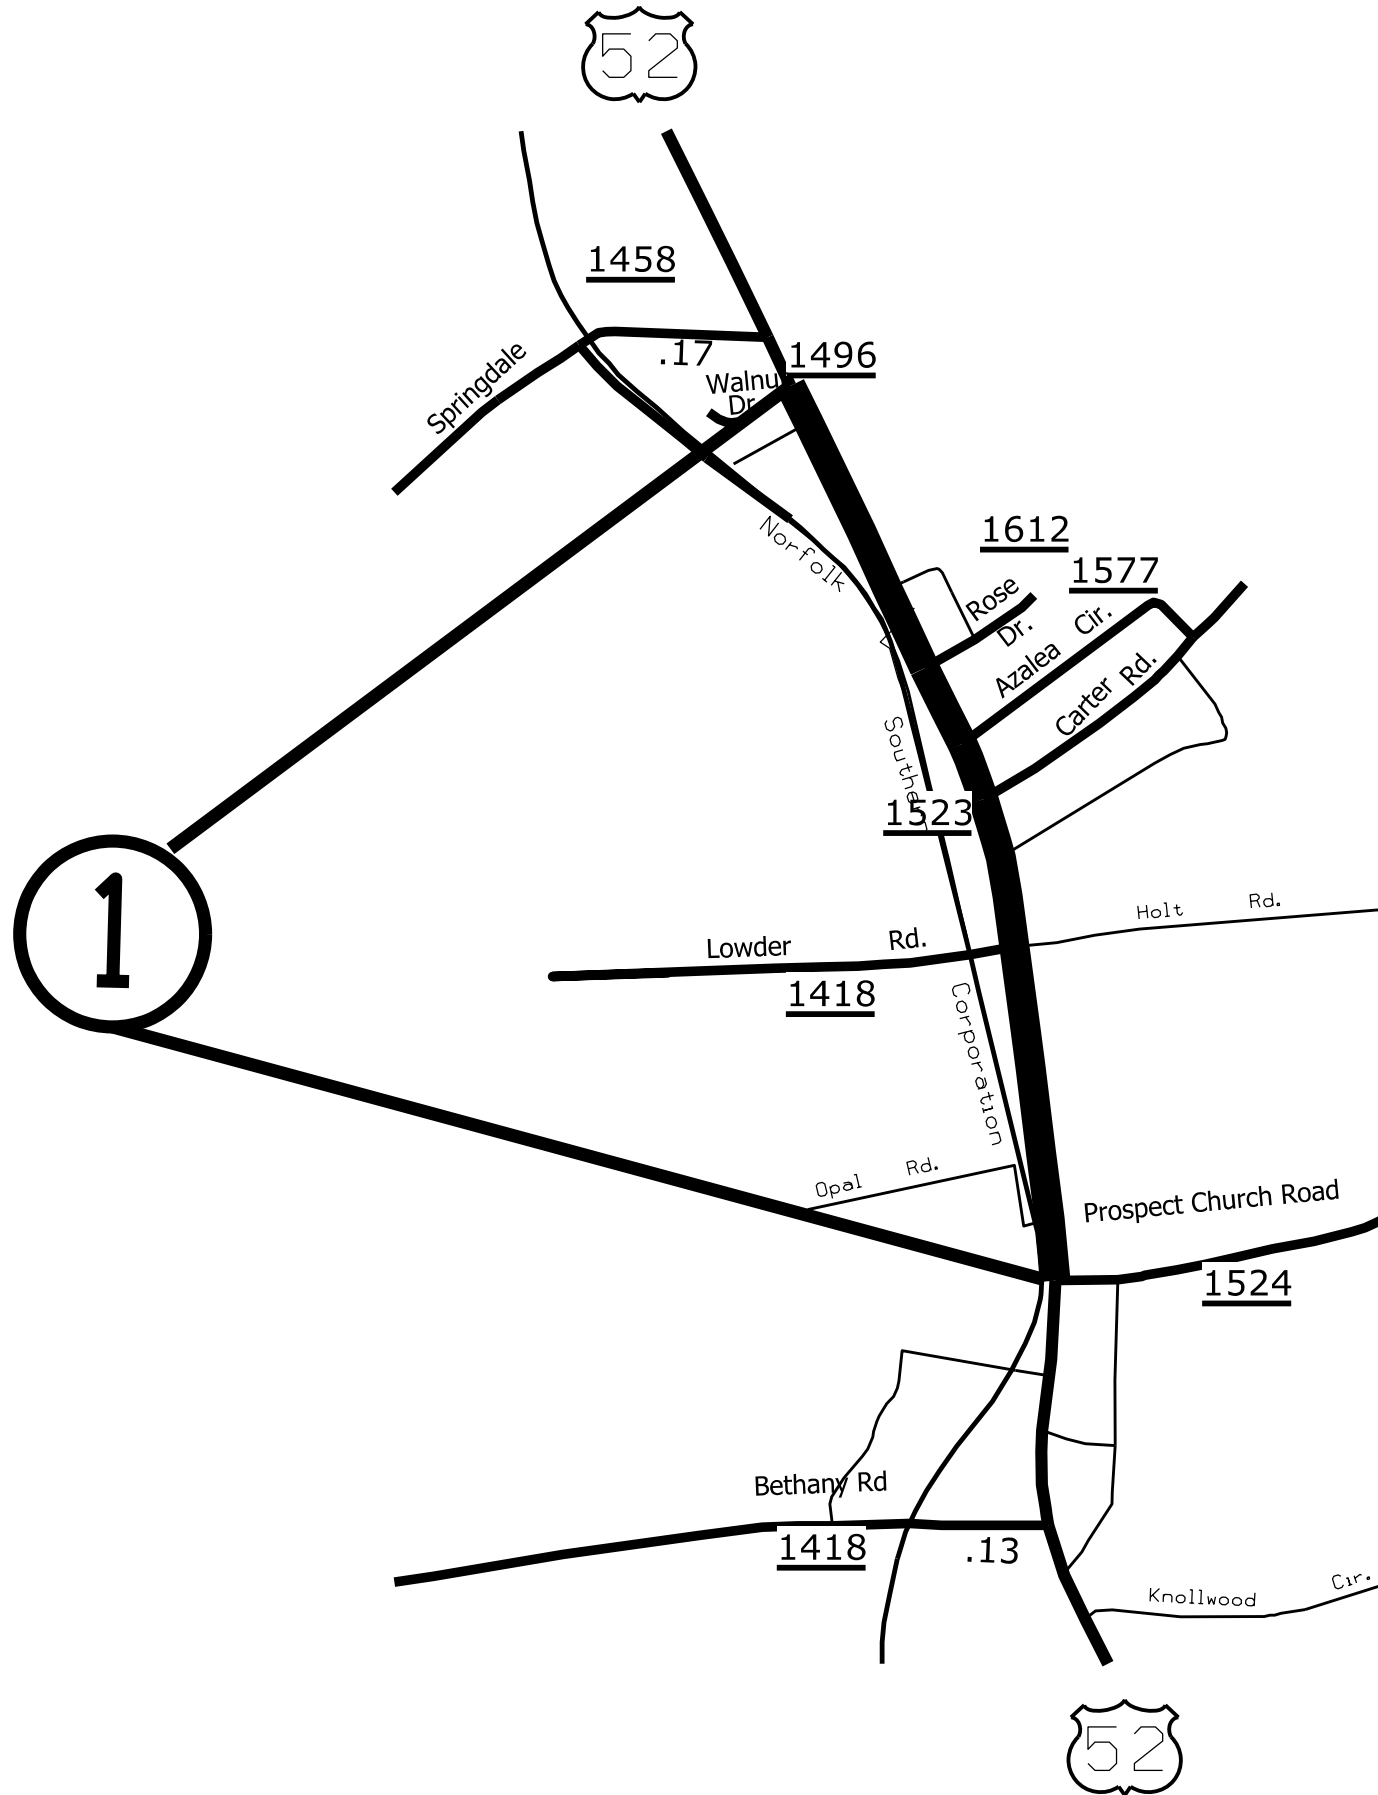 52
1458
.17
1496
Springdale
Walnu
Dr.
Norfolk
1612
1577
Rose
Dr.
Azalea Cir.
Carter Rd.
1523
Holt Rd.
Lowder Rd.
1418
1
Corporation
Opal Rd.
Prospect Church Road
1524
Bethany Rd
1418
.13
Knollwood Cir.
52